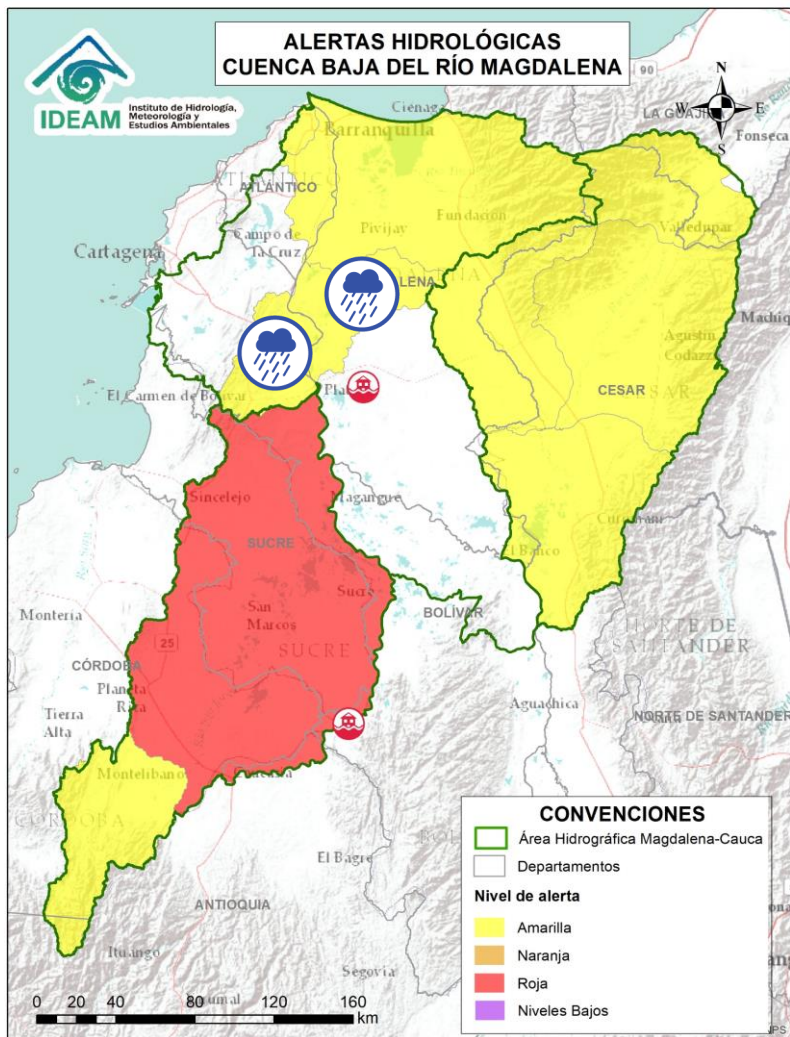 ALERTAS HIDROLÓGICAS
CUENCA BAJA DEL RÍO MAGDALENA
IDEAM
Instituto de Hidrología,
Meteorología y
Estudios Ambientales
90
N
W
E
S
Ciénaga
LA GUAJIRA
Fonseca
Barranquilla
ATLÁNTICO
Pivijay
Fundación
Valledupar
Cartagena
Campo de
la Cruz
Agustín
Codazzi
CESAR
El Carmen de Bolívar
Sincelejo
Magangué
SUCRE
Curumaní
El Banco
Sucre
BOLÍVAR
Montería
San
Marcos
SUCRE
NORTE DE
SANTANDER
25
CÓRDOBA
Planeta
Rica
Aguachica
NORTE DE SANTANDER
Tierra
Alta
Montelíbano
CÓRDOBA
El Bagre
ANTIOQUIA
Ituango
Segovia
CONVENCIONES
Área Hidrográfica Magdalena-Cauca
Departamentos
Nivel de alerta
Amarilla
Naranja
Roja
Niveles Bajos
0 20 40 80 120 160
km